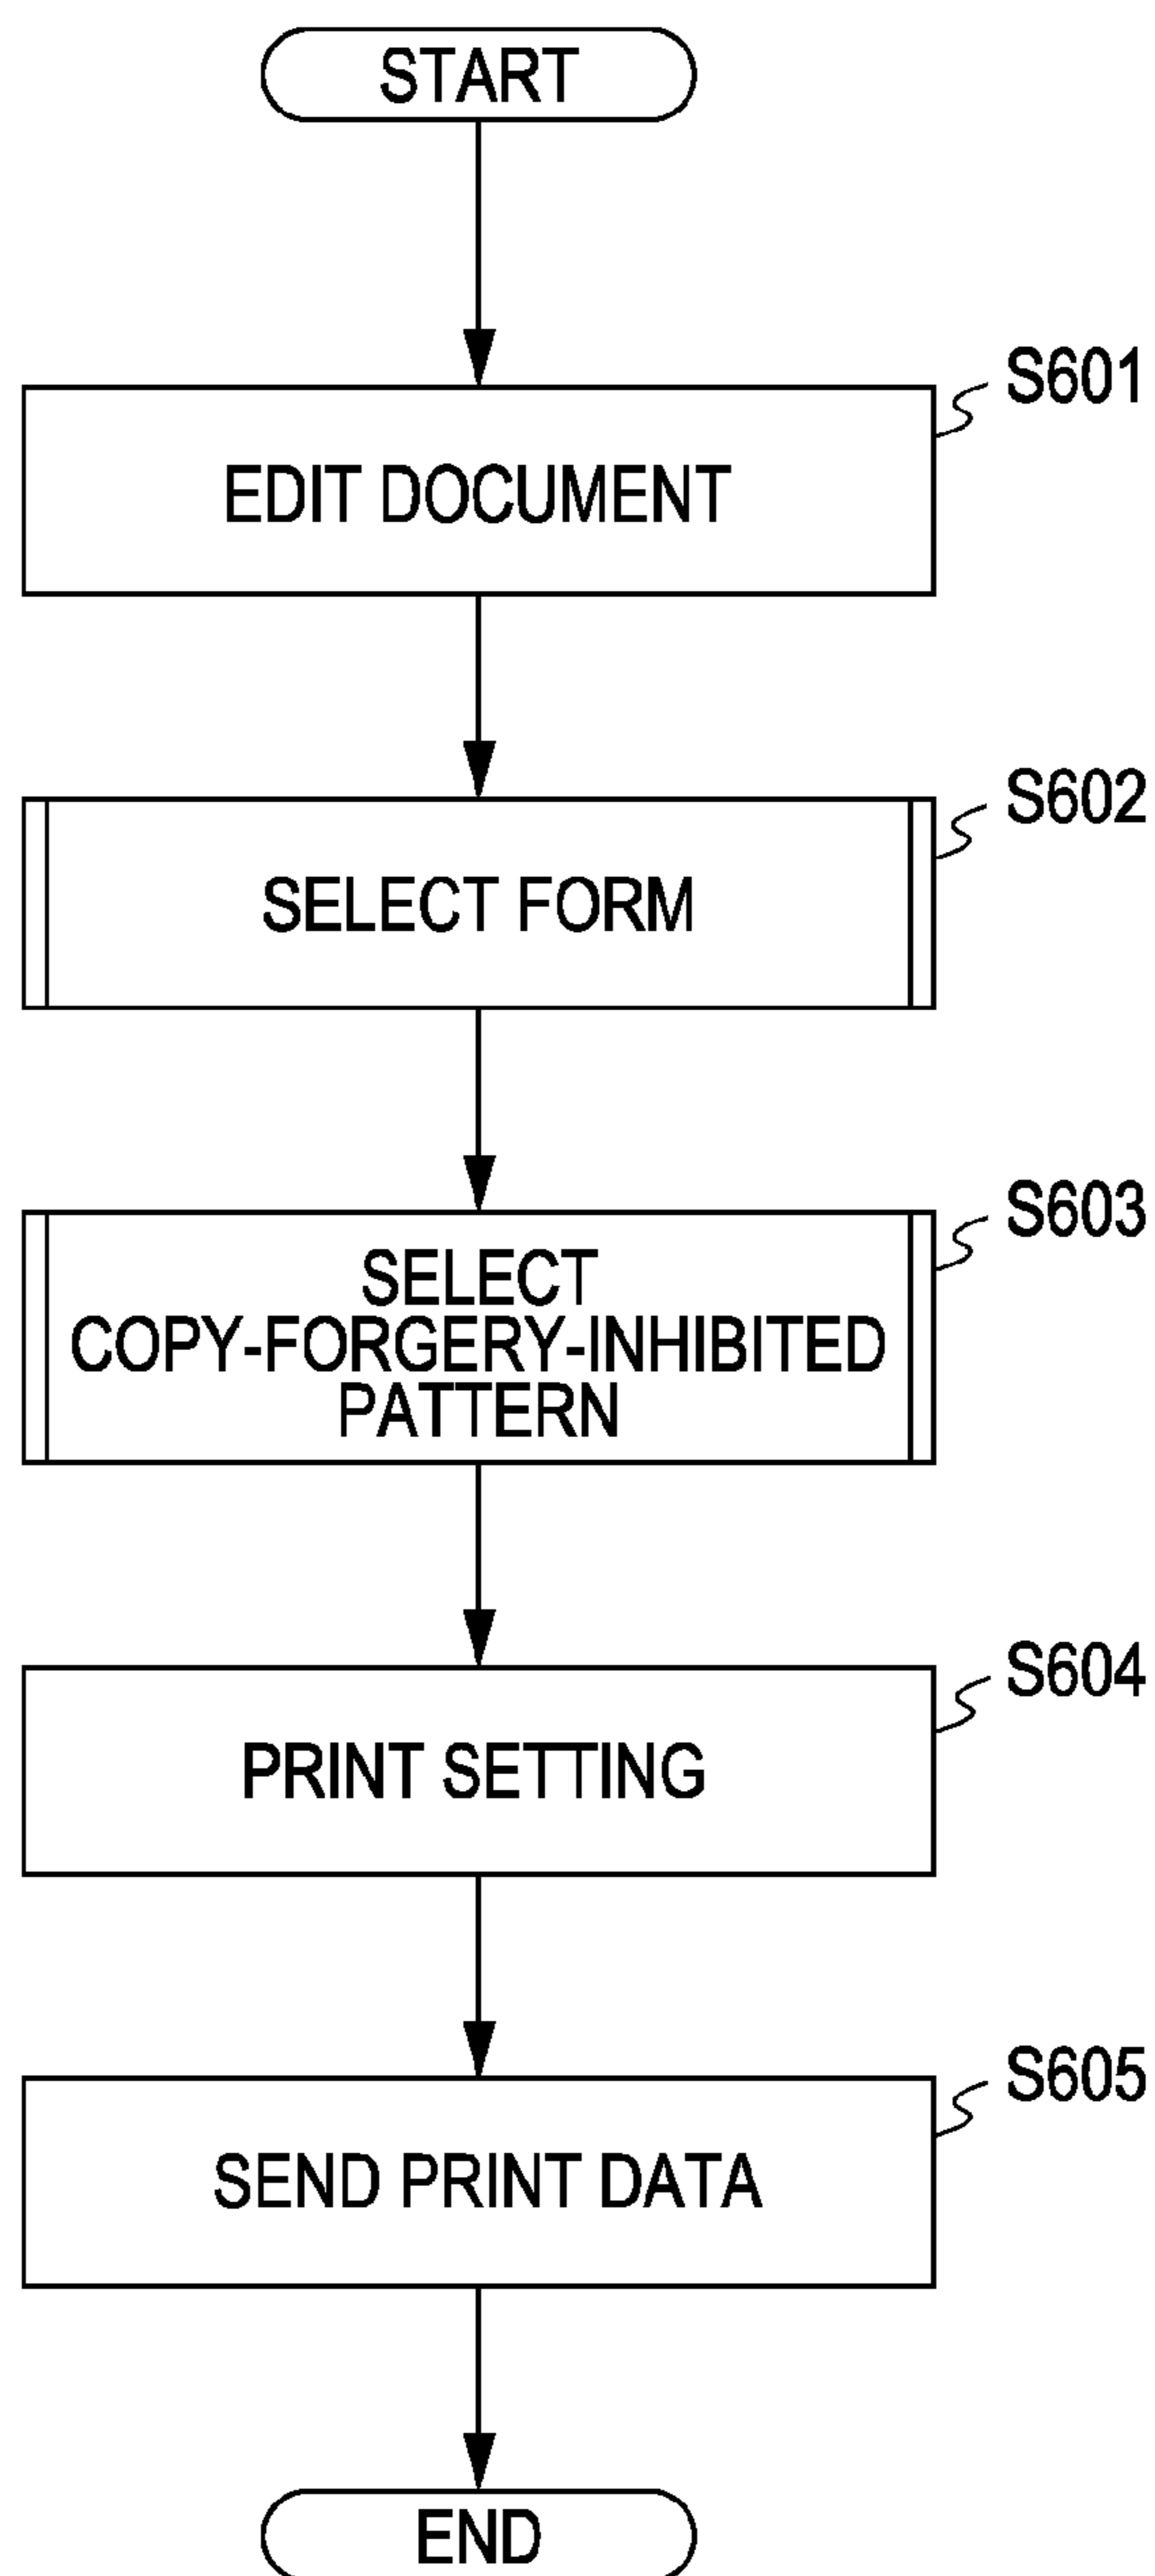 START
S601
EDIT DOCUMENT
S602
SELECT FORM
S603
SELECT
COPY-FORGERY-INHIBITED
PATTERN
S604
PRINT SETTING
S605
SEND PRINT DATA
END